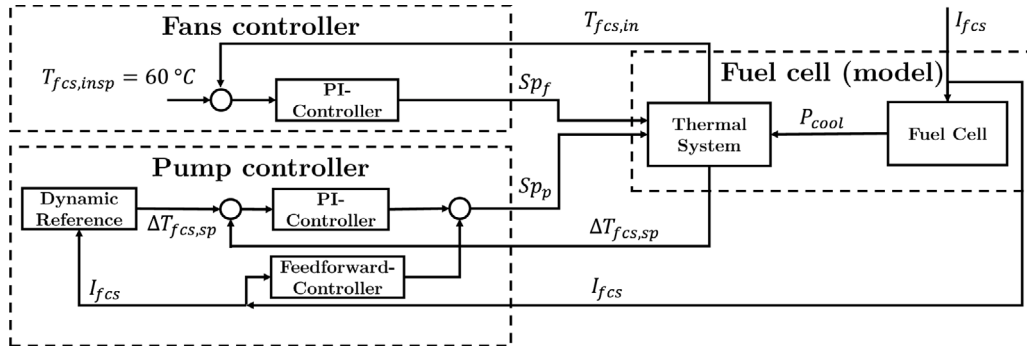 Fans controller
T_{fcs,insp} = 60 °C
PI-
Controller
Sp_f
T_{fcs,in}
I_{fcs}
Fuel cell (model)
Thermal
System
P_{cool}
Fuel Cell
Pump controller
Dynamic
Reference
ΔT_{fcs,sp}
PI-
Controller
Sp_p
ΔT_{fcs,sp}
Feedforward-
Controller
I_{fcs}
I_{fcs}